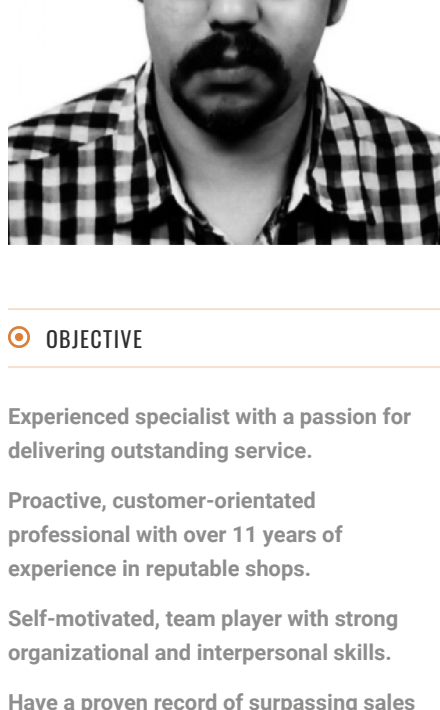 OBJECTIVE
Experienced specialist with a passion for
delivering outstanding service.
Proactive, customer-orientated
professional with over 11 years of
experience in reputable shops.
Self-motivated, team player with strong
organizational and interpersonal skills.
Have a proven record of surpassing sales